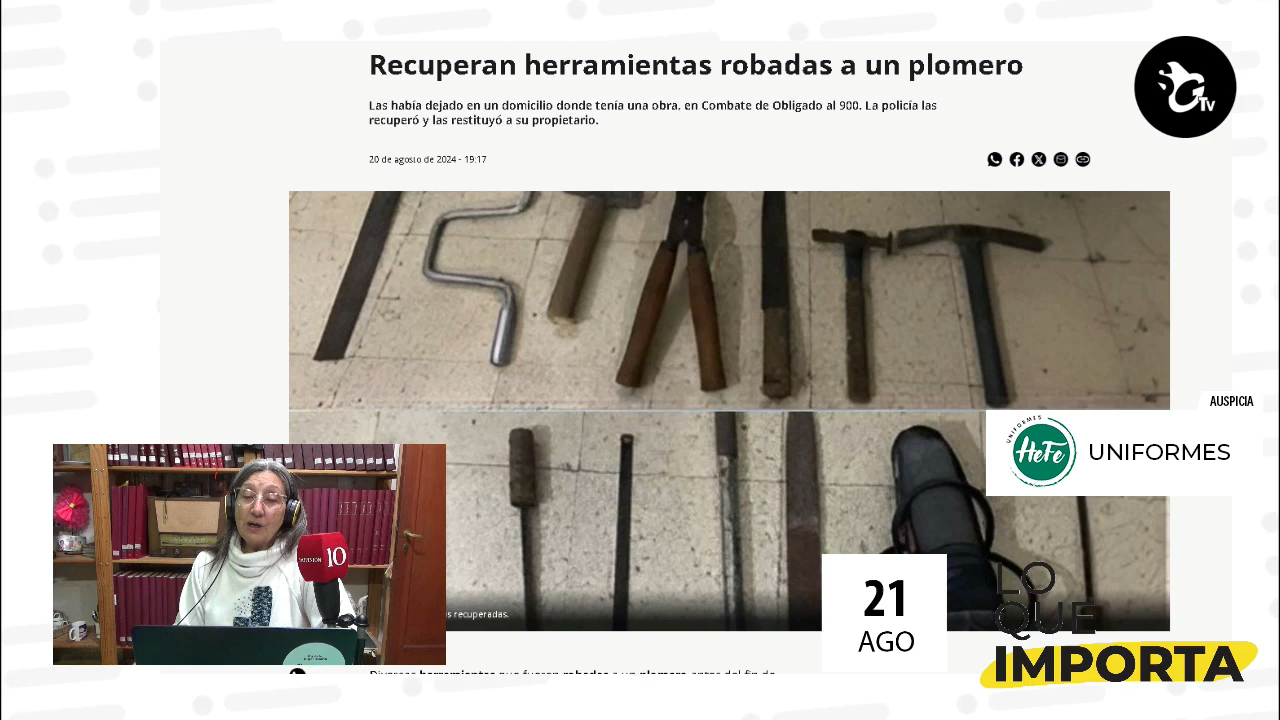 Recuperan herramientas robadas a un plomero
Las había dejado en un domicilio donde tenía una obra, en Combate de Obligado al 900. La policía las
recuperó y las restituyó a su propietario.
20 de agosto de 2024 - 19:17
G TV
AUSPICIA
UNIFORMES
HeFe
UNIFORMES
10
s recuperadas.
21
AGO
LO
QUE
IMPORTA